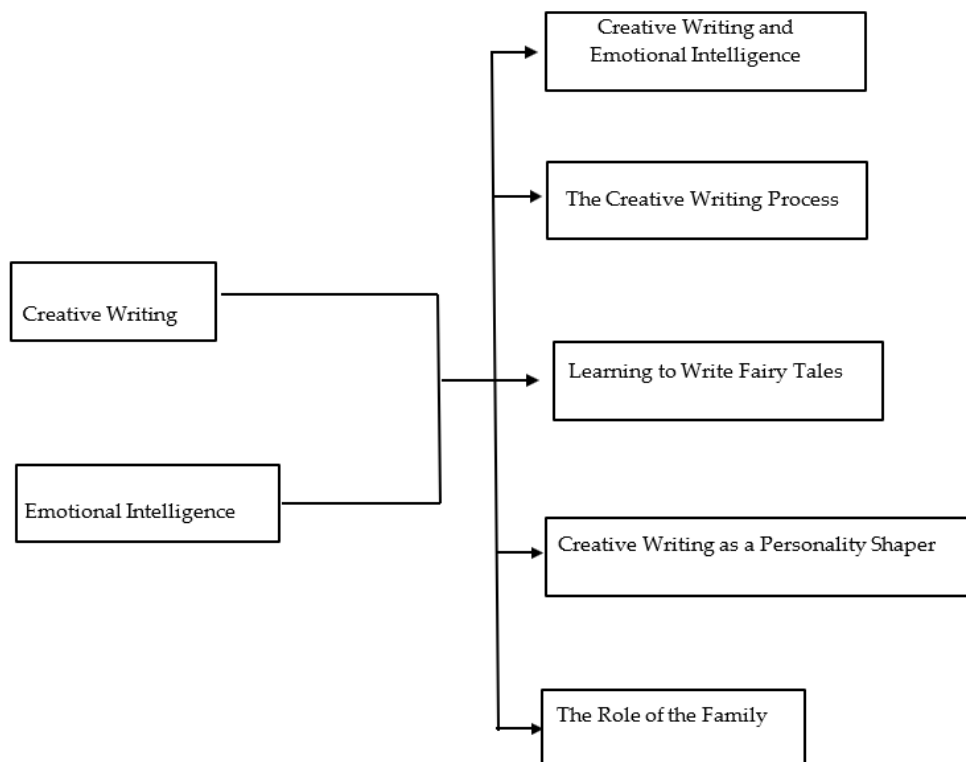 Creative Writing and
Emotional Intelligence
The Creative Writing Process
Creative Writing
Learning to Write Fairy Tales
Emotional Intelligence
Creative Writing as a Personality Shaper
The Role of the Family